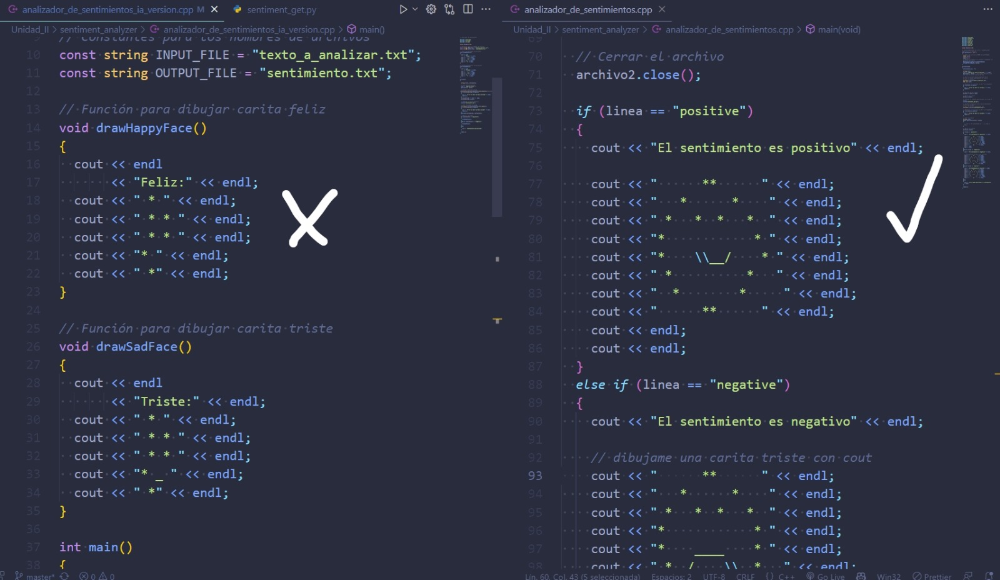 analizador_de_sentimientos_ia_version.cpp M
sentiment_get.py
Unidad_II > sentiment_analyzer > analizador_de_sentimientos_ia_version.cpp > main()
9 // Constantes para los nombres de archivos
10 const string INPUT_FILE = "texto_a_analizar.txt";
11 const string OUTPUT_FILE = "sentimiento.txt";
12
13 // Función para dibujar carita feliz
14 void drawHappyFace()
15 {
16 cout << endl
17 << "Feliz:" << endl;
18 cout << " * " << endl;
19 cout << " * * " << endl;
20 cout << " * * " << endl;
21 cout << "* " << endl;
22 cout << " *" << endl;
23 }
24
25 // Función para dibujar carita triste
26 void drawSadFace()
27 {
28 cout << endl
29 << "Triste:" << endl;
30 cout << " * " << endl;
31 cout << " * * " << endl;
32 cout << " * * " << endl;
33 cout << "* _ " << endl;
34 cout << " *" << endl;
35 }
36
37 int main()
38 {
analizador_de_sentimientos.cpp
Unidad_II > sentiment_analyzer > analizador_de_sentimientos.cpp > main(void)
69
70 // Cerrar el archivo
71 archivo2.close();
72
73 if (linea == "positive")
74 {
75 cout << "El sentimiento es positivo" << endl;
76
77 cout << "      **      " << endl;
78 cout << "   *      *    " << endl;
79 cout << " *   *  *   *  " << endl;
80 cout << "*            * " << endl;
81 cout << "*    \\__/    * " << endl;
82 cout << " *          *   " << endl;
83 cout << "  *        *     " << endl;
84 cout << "      **      " << endl;
85 cout << endl;
86 cout << endl;
87 }
88 else if (linea == "negative")
89 {
90 cout << "El sentimiento es negativo" << endl;
91
92 // dibujame una carita triste con cout
93 cout << "      **      " << endl;
94 cout << "   *      *    " << endl;
95 cout << " *   *  *   *  " << endl;
96 cout << "*            * " << endl;
97 cout << "*    ____    * " << endl;
98 cout << " *  /    \\  * " << endl;
master* 0 0
Lín. 60, Col. 43 (5 seleccionada) Espacios: 2 UTF-8 CRLF {} C++ Go Live Win32 Prettier